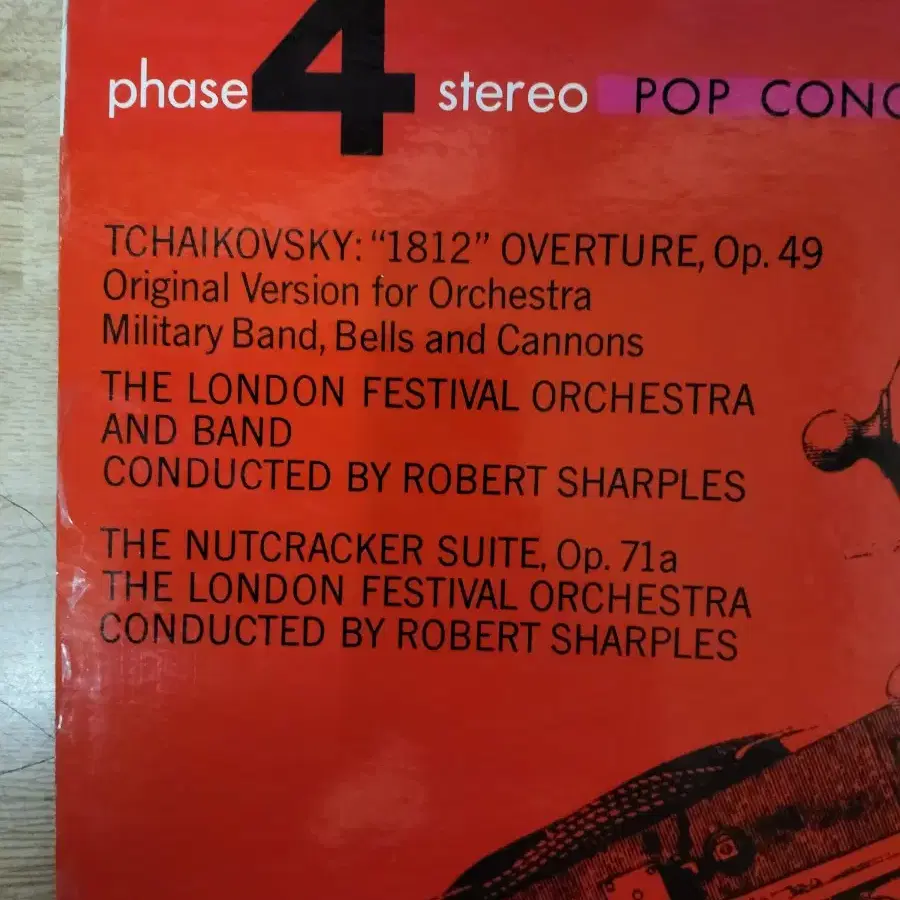 phase 4 stereo POP CONC
TCHAIKOVSKY: “1812” OVERTURE, Op. 49
Original Version for Orchestra
Military Band, Bells and Cannons
THE LONDON FESTIVAL ORCHESTRA
AND BAND
CONDUCTED BY ROBERT SHARPLES
THE NUTCRACKER SUITE, Op. 71a
THE LONDON FESTIVAL ORCHESTRA
CONDUCTED BY ROBERT SHARPLES